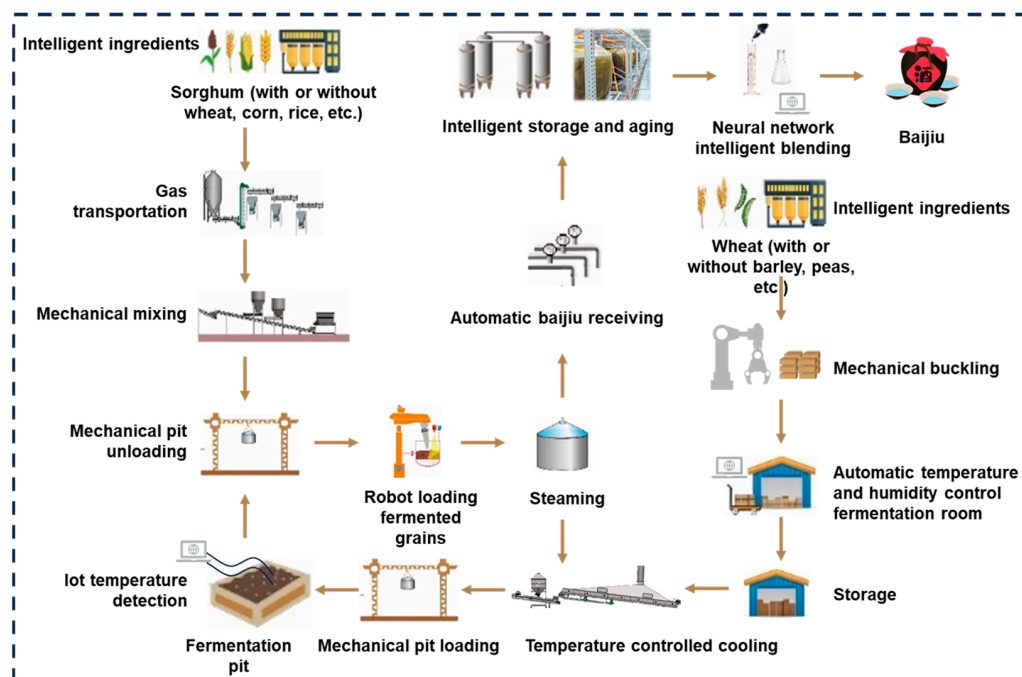 Intelligent ingredients
Sorghum (with or without
wheat, corn, rice, etc.)
Gas
transportation
Mechanical mixing
Mechanical pit
unloading
Robot loading
fermented
grains
Steaming
Automatic baijiu receiving
Intelligent storage and aging
Neural network
intelligent blending
酒
Baijiu
Intelligent ingredients
Wheat (with or
without barley, peas,
etc.)
Mechanical buckling
Automatic temperature
and humidity control
fermentation room
Storage
Temperature controlled cooling
Mechanical pit loading
Iot temperature
detection
Fermentation
pit